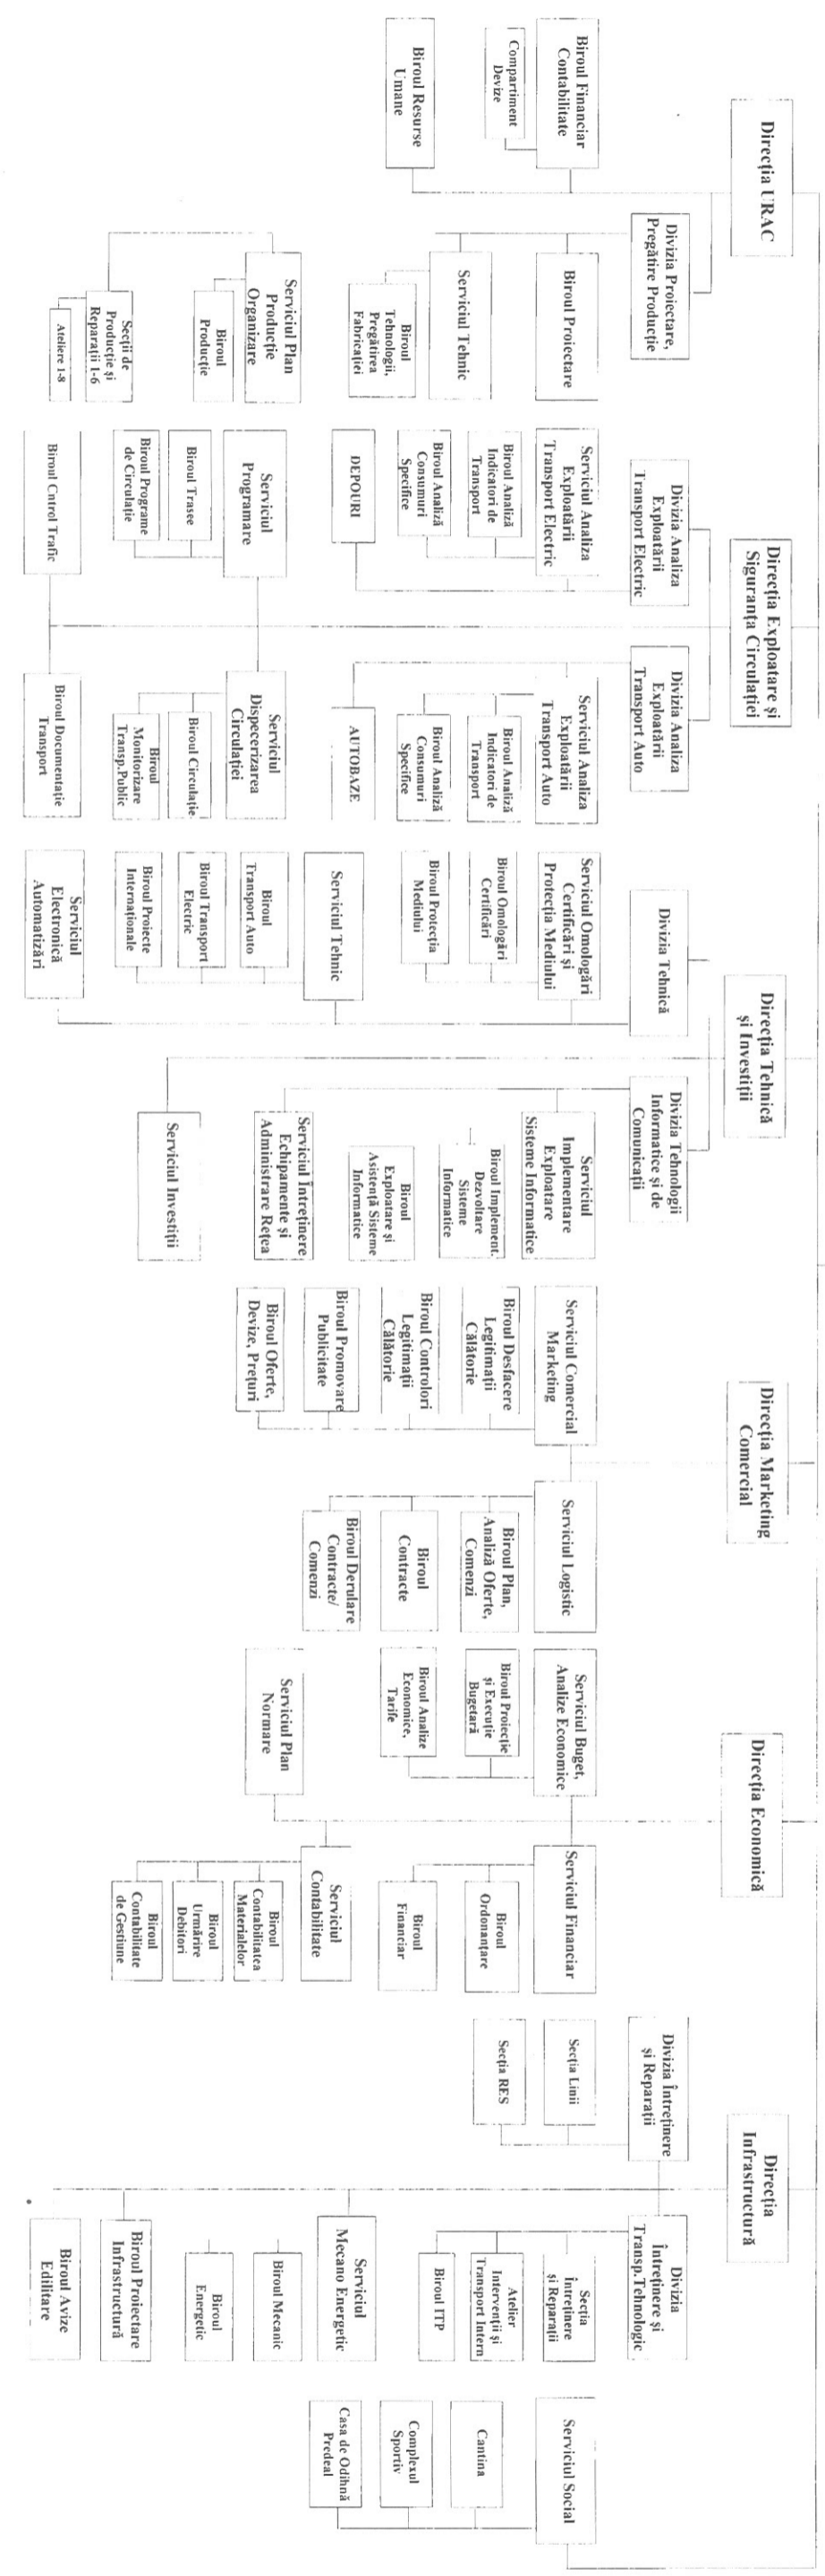 Direcția URAC
Biroul Financiar
Contabilitate
Compartiment
Devize
Biroul Resurse
Umane
Divizia Proiectare,
Pregătire Producție
Biroul Proiectare
Serviciul Tehnic
Biroul
Tehnologii,
Pregătirea
Fabricației
Serviciul Plan
Producție
Organizare
Biroul
Producție
Secții de
Producție și
Reparații 1-6
Ateliere 1-8
Direcția Exploatare și
Siguranța Circulației
Divizia Analiza
Exploatării
Transport Electric
Serviciul Analiza
Exploatării
Transport Electric
Biroul Analiză
Indicatori de
Transport
Biroul Analiză
Consumuri
Specifice
DEPOURI
Serviciul
Programare
Biroul Trasee
Biroul Programe
de Circulație
Biroul Cntrol Trafic
Divizia Analiza
Exploatării
Transport Auto
Serviciul Analiza
Exploatării
Transport Auto
Biroul Analiză
Indicatori de
Transport
Biroul Analiză
Consumuri
Specifice
AUTOBAZE
Serviciul
Dispecerizarea
Circulației
Biroul Circulație
Biroul
Monitorizare
Transp.Public
Biroul Documentatie
Transport
Direcția Tehnică
și Investiții
Divizia Tehnică
Serviciul Omologări
Certificări și
Protecția Mediului
Biroul Omologări
Certificări
Biroul Protecția
Mediului
Serviciul Tehnic
Biroul
Transport Auto
Biroul Transport
Electric
Biroul Proiecte
Internaționale
Serviciul
Electronică
Automatizări
Divizia Tehnologii
Informatice și de
Comunicații
Serviciul
Implementare
Exploatare
Sisteme Informatice
Biroul Implement.
Dezvoltare
Sisteme
Informatice
Biroul
Exploatare și
Asistență Sisteme
Informatice
Serviciul Întreținere
Echipamente și
Administrare Rețea
Serviciul Investiții
Direcția Marketing
Comercial
Serviciul Comercial
Marketing
Biroul Desfacere
Legitimații
Călătorie
Biroul Controlori
Legitimații
Călătorie
Biroul Promovare
Publicitate
Biroul Oferte,
Devize, Prețuri
Serviciul Logistic
Biroul Plan,
Analiză Oferte,
Comenzi
Biroul
Contracte
Biroul Derulare
Contracte/
Comenzi
Direcția Economică
Serviciul Buget,
Analize Economice
Biroul Proiecție
și Execuție
Bugetară
Biroul Analize
Economice,
Tarife
Serviciul Plan
Normare
Serviciul Financiar
Biroul
Ordonanțare
Biroul
Financiar
Serviciul
Contabilitate
Biroul
Contabilitatea
Materialelor
Biroul
Urmărire
Debitori
Biroul
Contabilitate
de Gestiune
Direcția
Infrastructură
Divizia Întreținere
și Reparații
Secția Linii
Secția RES
Divizia
Întreținere și
Transp.Tehnologic
Secția
Întreținere
și Reparații
Atelier
Intervenții și
Transport Intern
Biroul ITP
Serviciul
Mecano Energetic
Biroul Mecanic
Biroul
Energetic
Biroul Proiectare
Infrastructură
Biroul Avize
Edilitare
Serviciul Social
Cantina
Complexul
Sportiv
Casa de Odihnă
Predeal